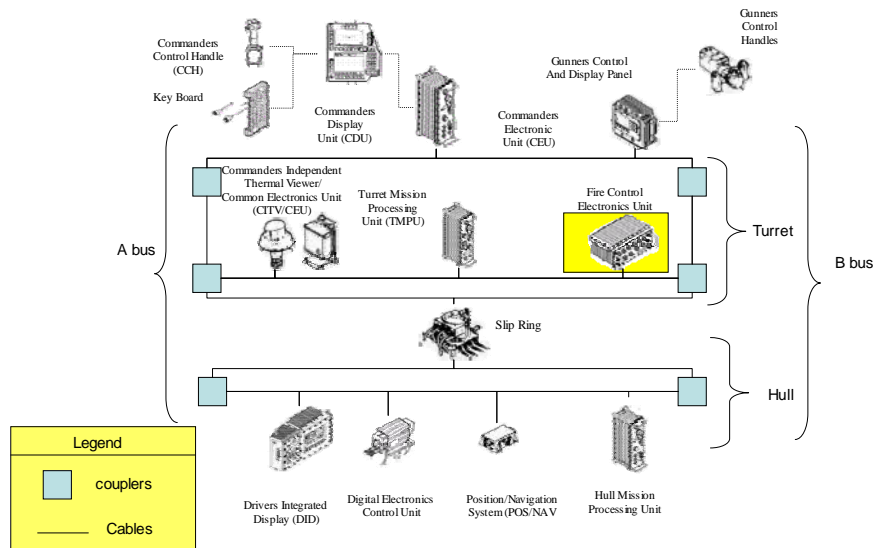 Commanders
Control Handle
(CCH)
Key Board
Commanders
Display
Unit (CDU)
Gunners Control
And Display Panel
Commanders
Electronic
Unit (CEU)
Gunners
Control
Handles
Commanders Independent
Thermal Viewer/
Common Electronics Unit
(CITV/CEU)
Turret Mission
Processing
Unit (TMPU)
Fire Control
Electronics Unit
Turret
A bus
B bus
Slip Ring
Hull
Legend
couplers
Cables
Drivers Integrated
Display (DID)
Digital Electronics
Control Unit
Position/Navigation
System (POS/NAV
Hull Mission
Processing Unit